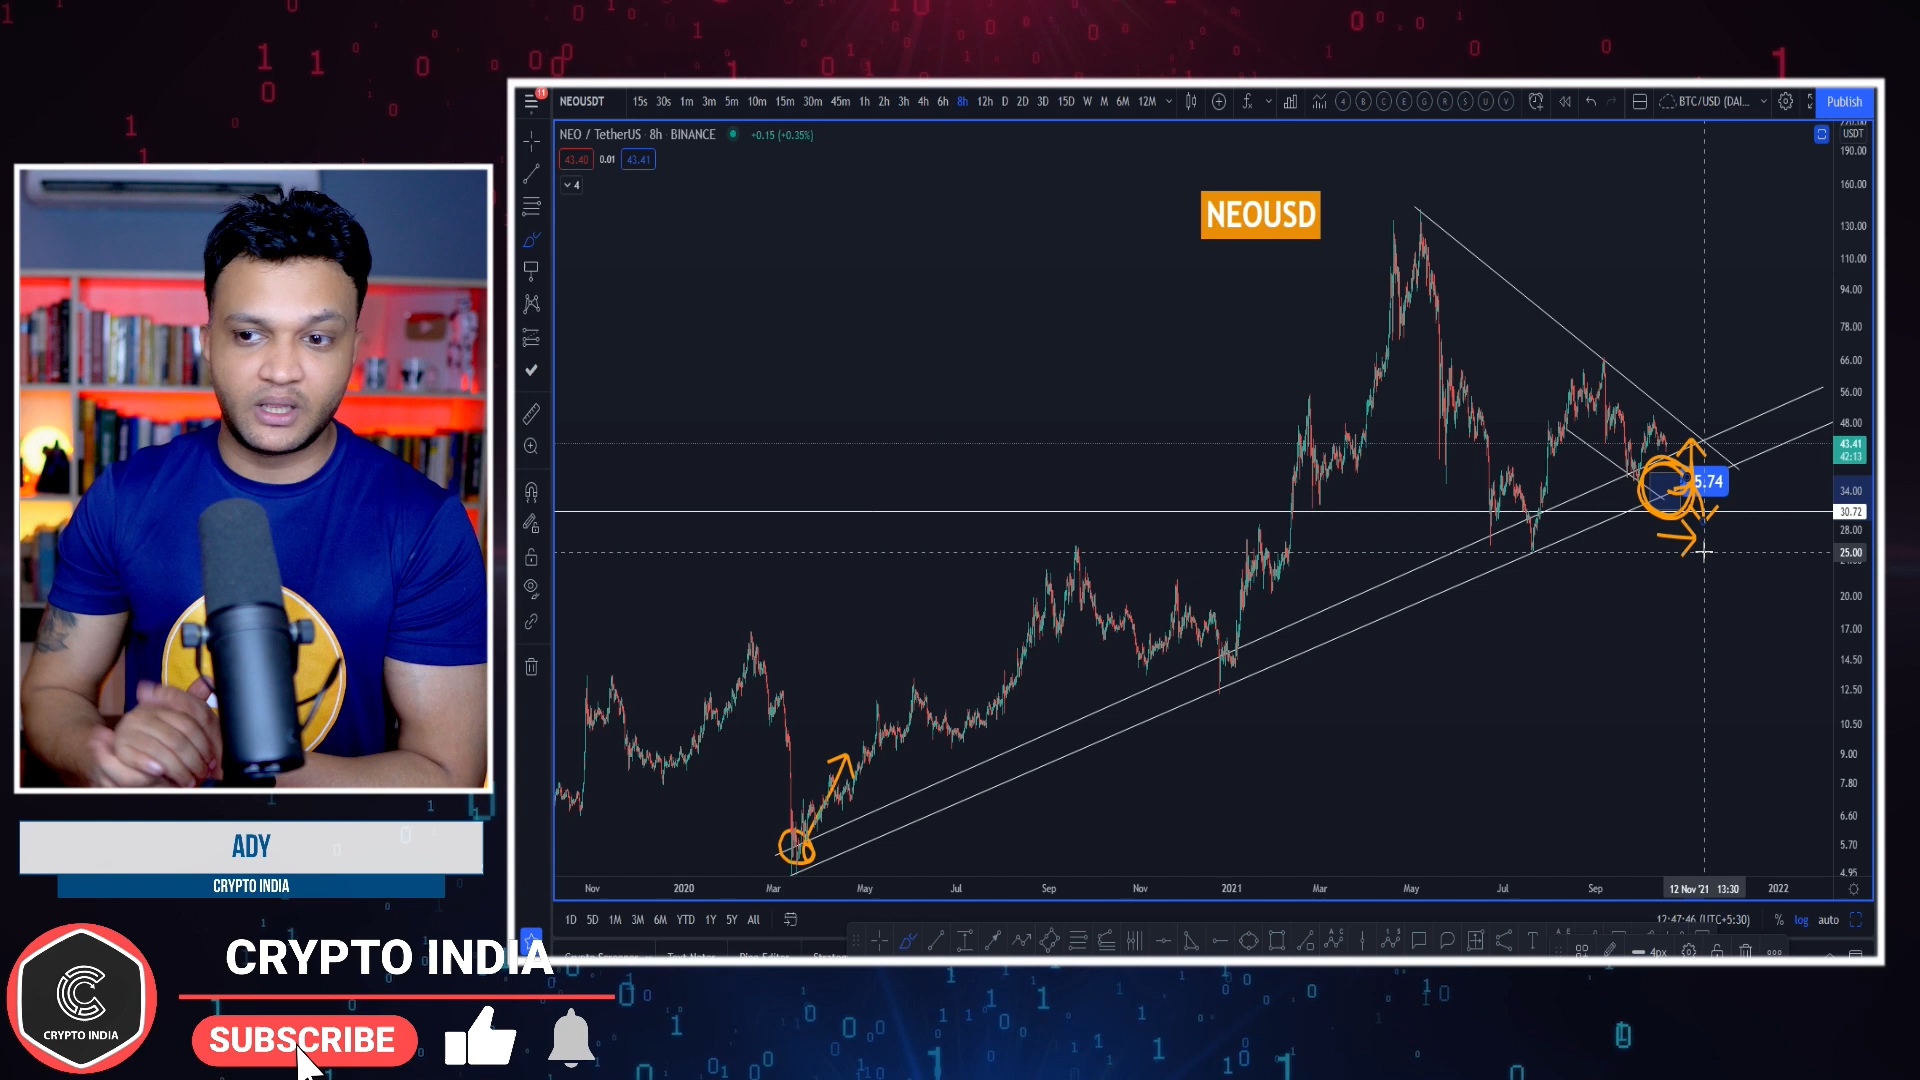 11
NEOUSDT
15s 30s 1m 3m 5m 10m 15m 30m 45m 1h 2h 3h 4h 6h 8h 12h D 2D 3D 15D W M 6M 12M
4 B C E G R S U V
BTC/USD (DAI...
Publish
NEO / TetherUS 8h BINANCE +0.15 (+0.35%)
USDT
43.40 0.01 43.41
4
NEOUSD
190.00
160.00
130.00
110.00
94.00
78.00
66.00
56.00
48.00
43.41
42:13
5.74
34.00
30.72
28.00
25.00
20.00
17.00
14.50
12.50
10.50
9.00
7.80
6.60
5.70
4.95
Nov 2020 Mar May Jul Sep Nov 2021 Mar May Jul Sep 12 Nov '21 13:30 2022
1D 5D 1M 3M 6M YTD 1Y 5Y All
12:47:46 (UTC+5:30) % log auto
4px
ADY
CRYPTO INDIA
CRYPTO INDIA
CRYPTO INDIA
SUBSCRIBE